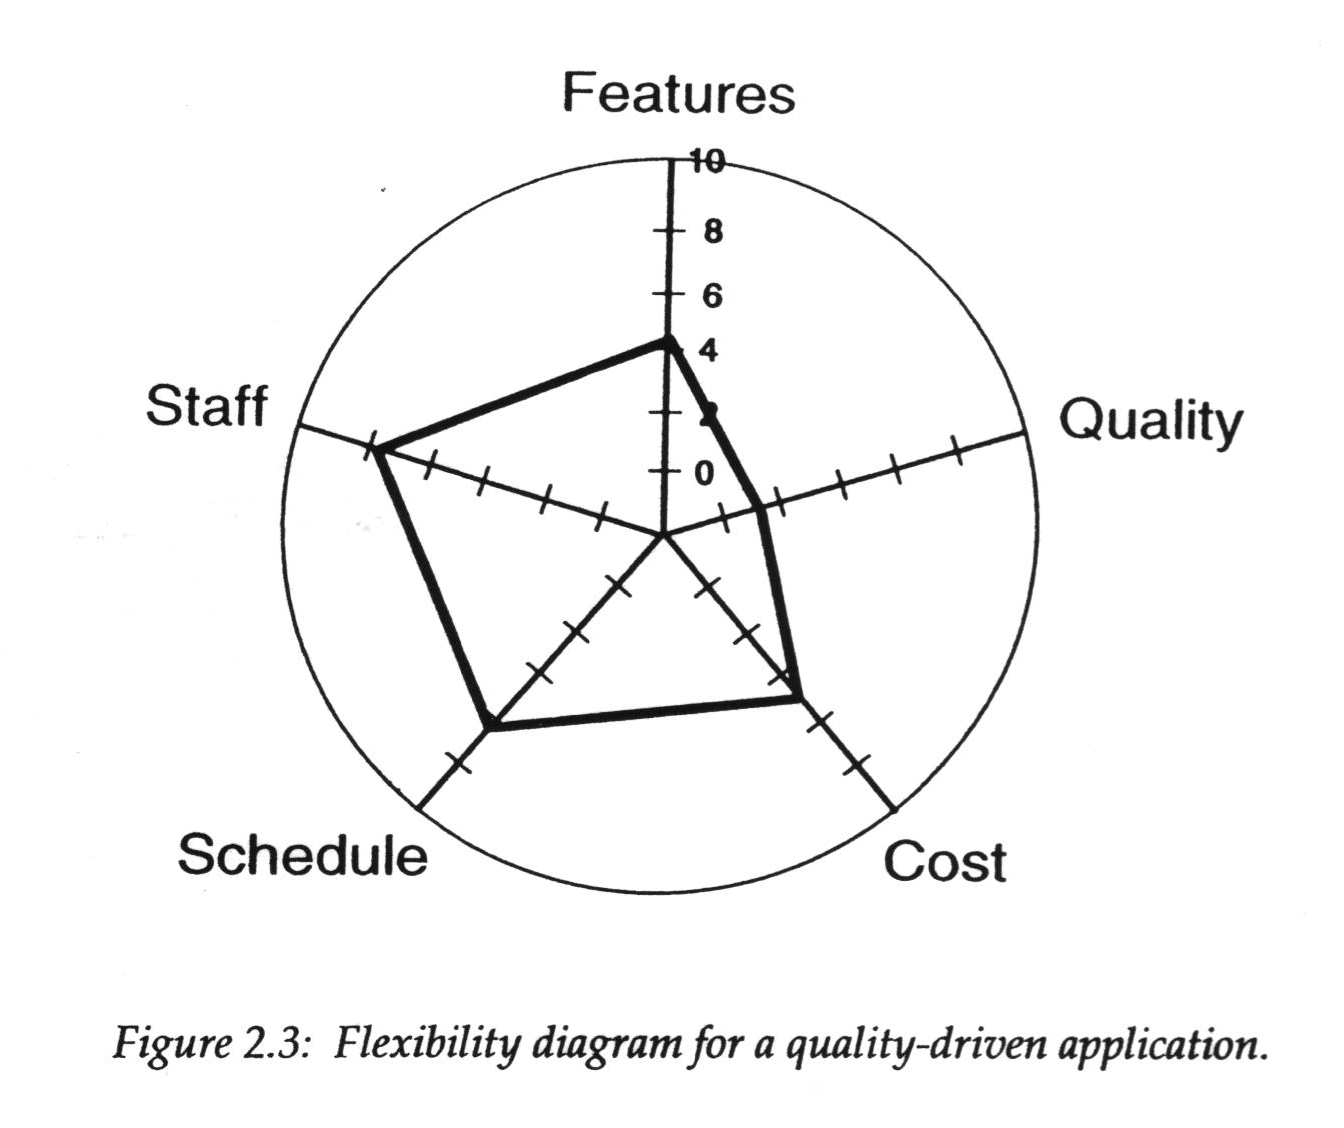 Features
10
8
6
4
2
0
Staff
Quality
Schedule
Cost
Figure 2.3: Flexibility diagram for a quality-driven application.